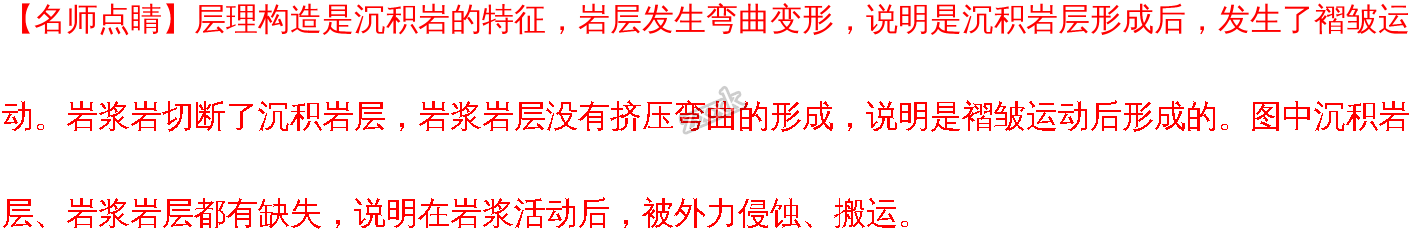 【名师点睛】层理构造是沉积岩的特征，岩层发生弯曲变形，说明是沉积岩层形成后，发生了褶皱运
动。岩浆岩切断了沉积岩层，岩浆岩层没有挤压弯曲的形成，说明是褶皱运动后形成的。图中沉积岩
层、岩浆岩层都有缺失，说明在岩浆活动后，被外力侵蚀、搬运。